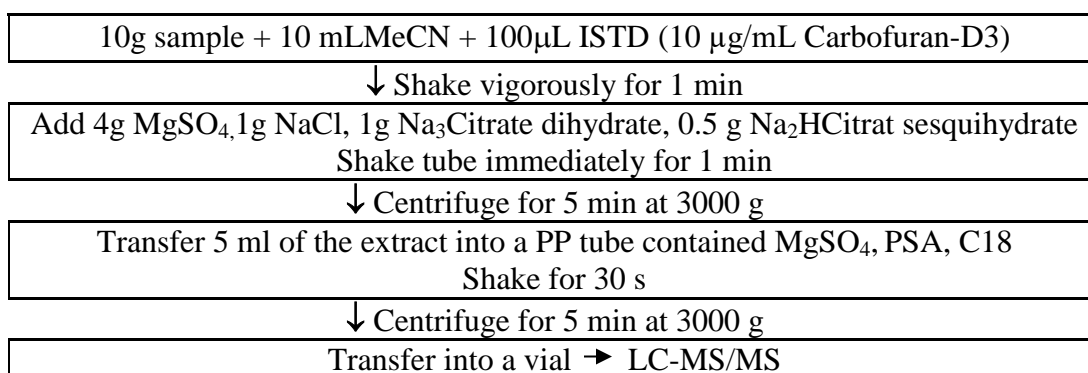 10g sample + 10 mLMeCN + 100μL ISTD (10 µg/mL Carbofuran-D3)
↓ Shake vigorously for 1 min
Add 4g MgSO₄,1g NaCl, 1g Na₃Citrate dihydrate, 0.5 g Na₂HCitrat sesquihydrate
Shake tube immediately for 1 min
↓ Centrifuge for 5 min at 3000 g
Transfer 5 ml of the extract into a PP tube contained MgSO₄, PSA, C18
Shake for 30 s
↓ Centrifuge for 5 min at 3000 g
Transfer into a vial → LC-MS/MS